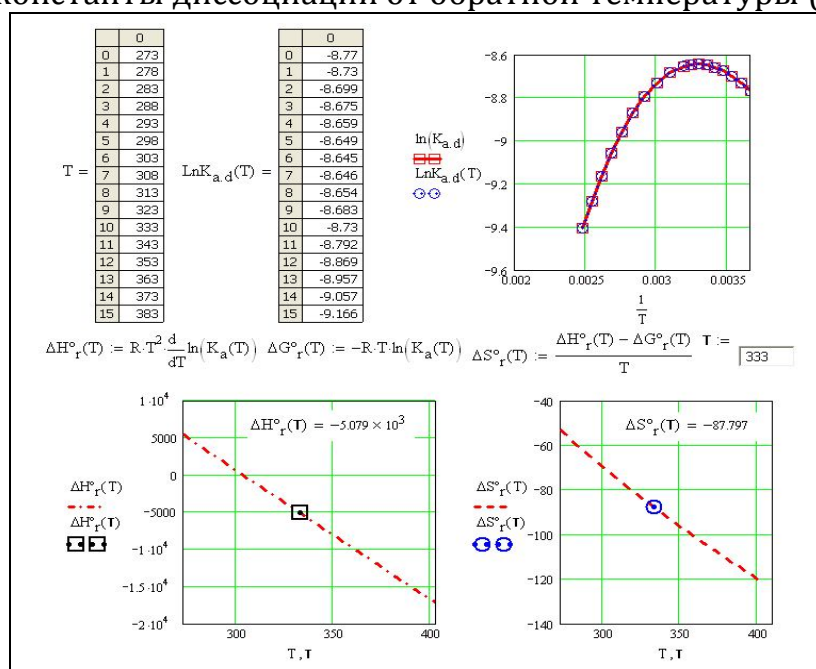 константы диссоциации от обратной температуры (
0
0 273
1 278
2 283
3 288
4 293
5 298
6 303
7 308
8 313
9 323
10 333
11 343
12 353
13 363
14 373
15 383
T =
LnK_{a.d}(T) =
0
0 -8.77
1 -8.73
2 -8.699
3 -8.675
4 -8.659
5 -8.649
6 -8.645
7 -8.646
8 -8.654
9 -8.683
10 -8.73
11 -8.792
12 -8.869
13 -8.957
14 -9.057
15 -9.166
ln(K_{a.d})
LnK_{a.d}(T)
-8.6
-8.8
-9
-9.2
-9.4
-9.6
0.002 0.0025 0.003 0.0035
1/T
ΔH°_r(T) := R·T²·d/dT ln(K_a(T)) ΔG°_r(T) := −R·T·ln(K_a(T)) ΔS°_r(T) := (ΔH°_r(T) − ΔG°_r(T))/T T := 333
ΔH°_r(T)
ΔH°_r(T)
1·10⁴
5000
0
−5000
−1·10⁴
−1.5·10⁴
−2·10⁴
ΔH°_r(T) = −5.079 × 10³
300 350 400
T , T
ΔS°_r(T)
ΔS°_r(T)
−40
−60
−80
−100
−120
−140
ΔS°_r(T) = −87.797
300 350 400
T , T